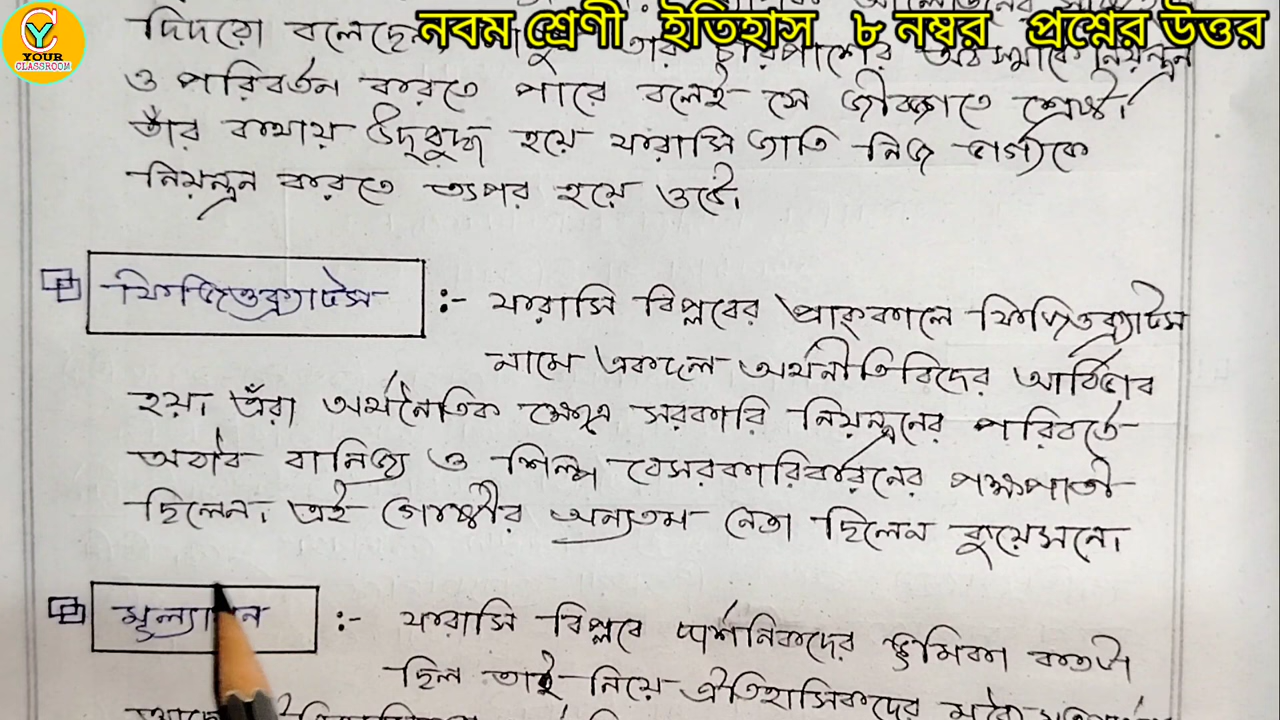 YOUR
CLASSROOM
নবম শ্রেণী ইতিহাস ৮ নম্বর প্রশ্নের উত্তর
দিদরো বলেছেন তার চারপাশের
ও পরিবর্তন করতে পারে বলেই সে জীবজগতে শ্রেষ্ঠ।
তাঁর কথায় উদ্‌বুদ্ধ হয়ে ফরাসি জাতি নিজ ভাগ্যকে
নিয়ন্ত্রন করতে তৎপর হয়ে ওঠে।
ফিজিওক্র্যাটস :- ফরাসি বিপ্লবের প্রাক্‌কালে ফিজিওক্র্যাটস
নামে একদল অর্থনীতিবিদের আর্বিভাব
হয়। এঁরা অর্থনৈতিক ক্ষেত্রে সরকারি নিয়ন্ত্রনের পরিবর্তে
অবাধ বানিজ্য ও শিল্প বেসরকারিকরনের পক্ষপাতী
ছিলেন। এই গোষ্ঠীর অন্যতম নেতা ছিলেন কুয়েসনে।
মূল্যায়ন :- ফরাসি বিপ্লবে দার্শনিকদের ভূমিকা কতটা
ছিল তাই নিয়ে ঐতিহাসিকদের মধ্যে